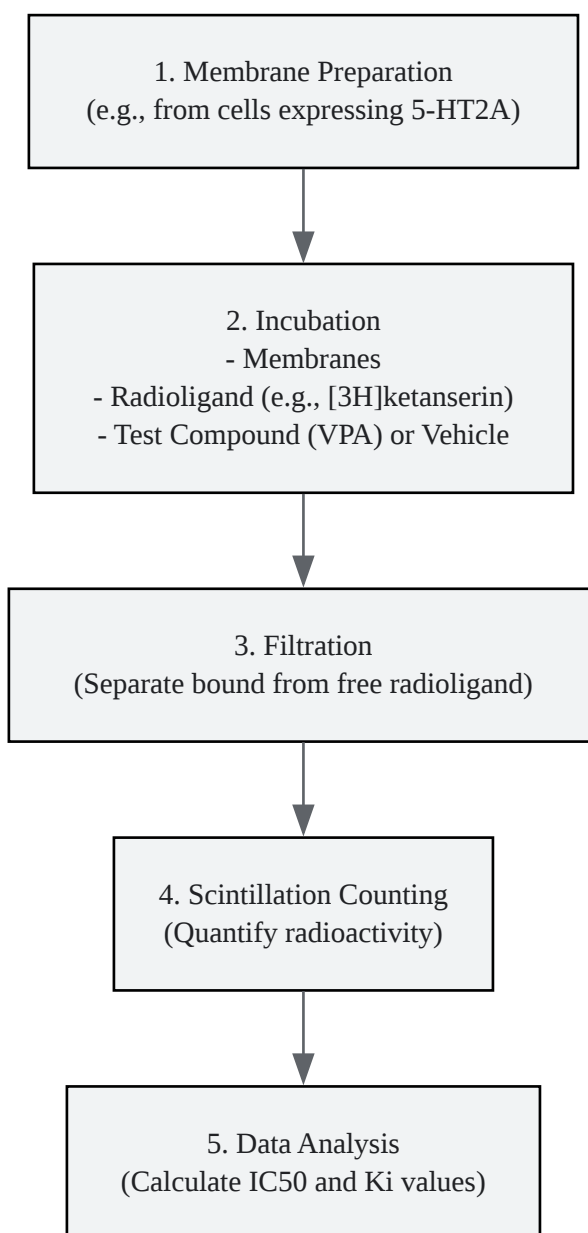 1. Membrane Preparation
(e.g., from cells expressing 5-HT2A)
2. Incubation
- Membranes
- Radioligand (e.g., [3H]ketanserin)
- Test Compound (VPA) or Vehicle
3. Filtration
(Separate bound from free radioligand)
4. Scintillation Counting
(Quantify radioactivity)
5. Data Analysis
(Calculate IC50 and Ki values)